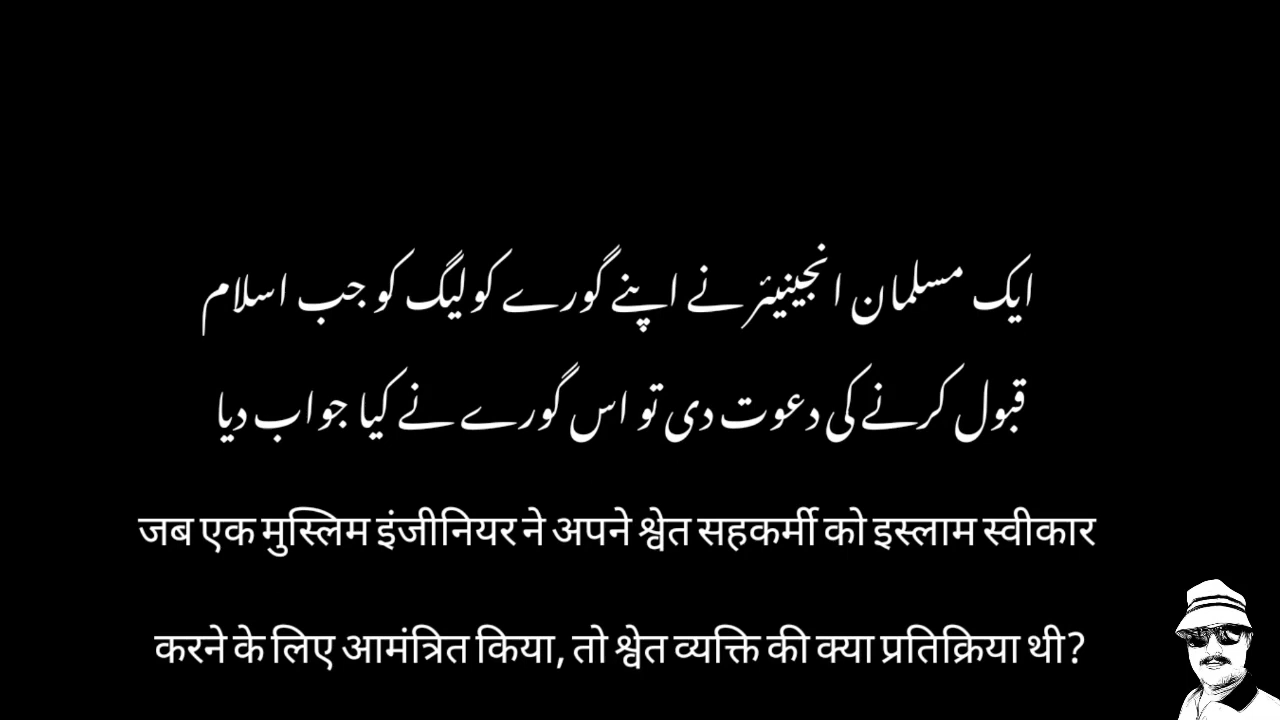 ایک مسلمان انجینیئر نے اپنے گورے کولیگ کو جب اسلام
قبول کرنے کی دعوت دی تو اس گورے نے کیا جواب دیا
जब एक मुस्लिम इंजीनियर ने अपने श्वेत सहकर्मी को इस्लाम स्वीकार
करने के लिए आमंत्रित किया, तो श्वेत व्यक्ति की क्या प्रतिक्रिया थी?